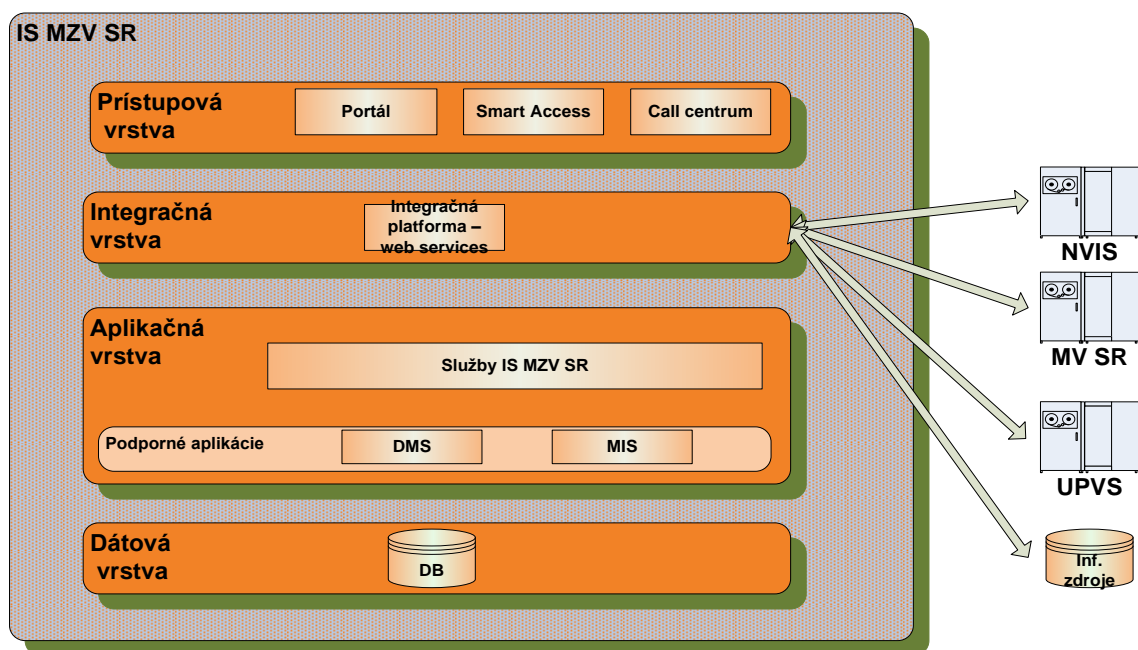 IS MZV SR
Prístupová
vrstva
Portál
Smart Access
Call centrum
Integračná
vrstva
Integračná
platforma –
web services
Aplikačná
vrstva
Služby IS MZV SR
Podporné aplikácie
DMS
MIS
Dátová
vrstva
DB
NVIS
MV SR
UPVS
Inf.
zdroje